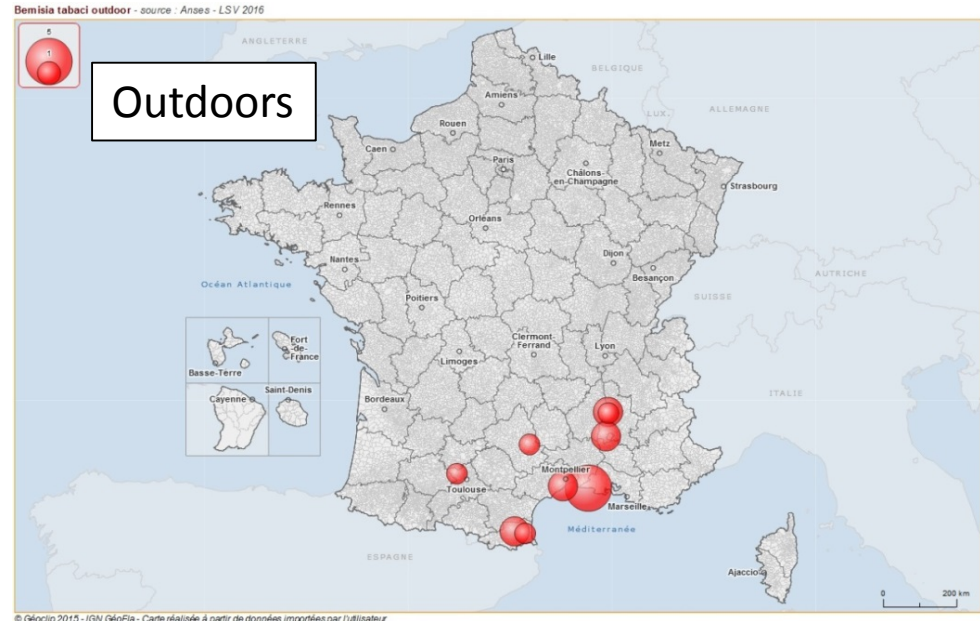 Bemisia tabaci outdoor - source : Anses - LSV 2016
5
1
Outdoors
ANGLETERRE
Lille
BELGIQUE
Amiens
LUX.
ALLEMAGNE
Rouen
Caen
Metz
Paris
Châlons-
en-Champagne
Strasbourg
Rennes
Orléans
Nantes
Dijon
Besançon
Océan Atlantique
AUTRICHE
SUISSE
Poitiers
Clermont-
Ferrand
Lyon
Limoges
Fort
-de-
France
Basse-Terre
Cayenne
Saint-Denis
Bordeaux
ITALIE
Montpellier
Toulouse
Marseille
Méditerranée
ESPAGNE
Ajaccio
0
200 km
© Géoclip 2015 - IGN GéoFla - Carte réalisée à partir de données importées par l'utilisateur